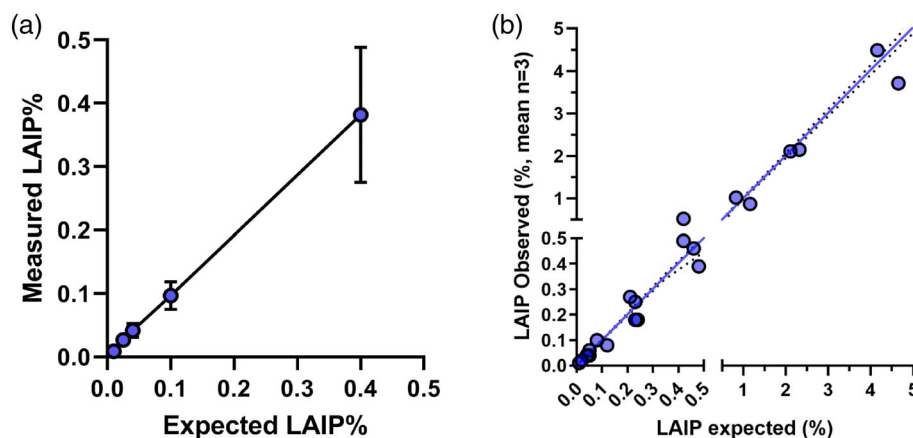 (a)
Measured LAIP%
0.5
0.4
0.3
0.2
0.1
0.0
0.0 0.1 0.2 0.3 0.4 0.5
Expected LAIP%
(b)
LAIP Observed (%, mean n=3)
5
4
3
2
1
0.5
0.4
0.3
0.2
0.1
0.0
0.0 0.1 0.2 0.3 0.4 0.5 1 2 3 4 5
LAIP expected (%)